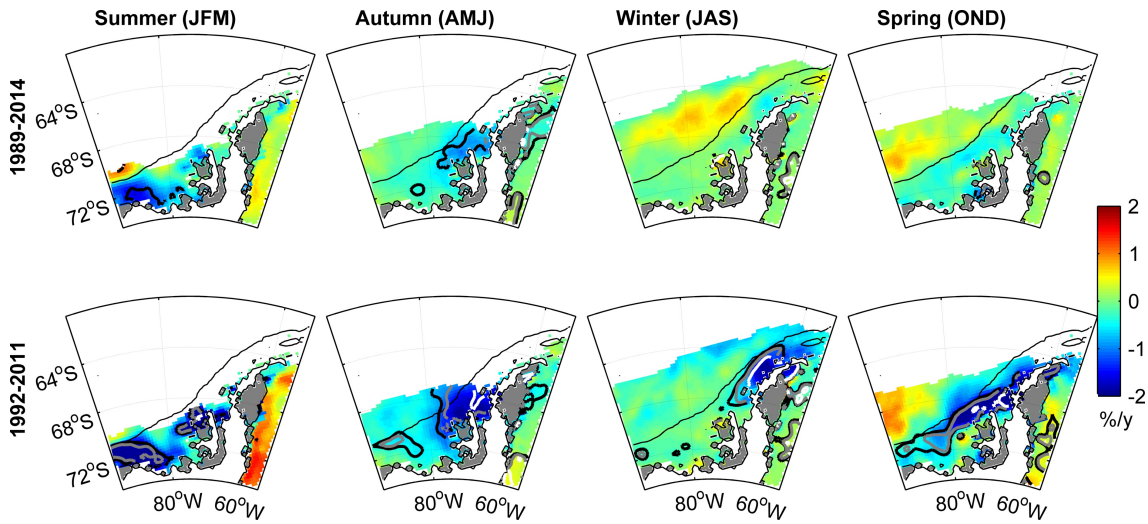 Summer (JFM) Autumn (AMJ) Winter (JAS) Spring (OND)
1989-2014
64°S
68°S
72°S
2
1
0
-1
-2
%/y
1992-2011
64°S
68°S
72°S
80°W 60°W 80°W 60°W 80°W 60°W 80°W 60°W